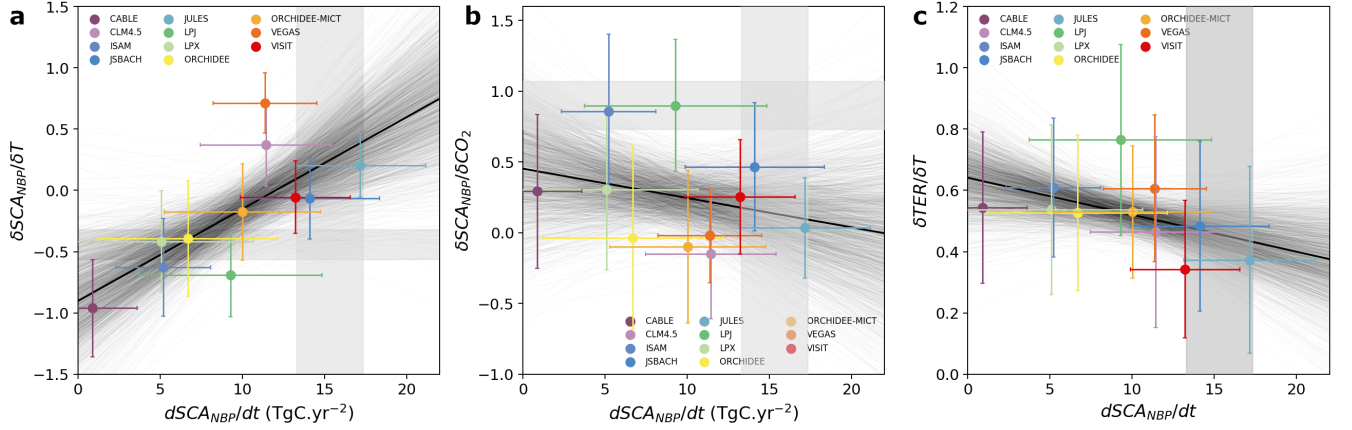 a
CABLE JULES ORCHIDEE-MICT
CLM4.5 LPJ VEGAS
ISAM LPX VISIT
JSBACH ORCHIDEE
1.5
1.0
0.5
0.0
−0.5
−1.0
−1.5
δSCA_NBP/δT
0 5 10 15 20
dSCA_NBP/dt (TgC.yr⁻²)
b
1.5
1.0
0.5
0.0
−0.5
−1.0
δSCA_NBP/δCO₂
CABLE JULES ORCHIDEE-MICT
CLM4.5 LPJ VEGAS
ISAM LPX VISIT
JSBACH ORCHIDEE
0 5 10 15 20
dSCA_NBP/dt (TgC.yr⁻²)
c
CABLE JULES ORCHIDEE-MICT
CLM4.5 LPJ VEGAS
ISAM LPX VISIT
JSBACH ORCHIDEE
1.2
1.0
0.8
0.6
0.4
0.2
0.0
δTER/δT
0 5 10 15 20
dSCA_NBP/dt